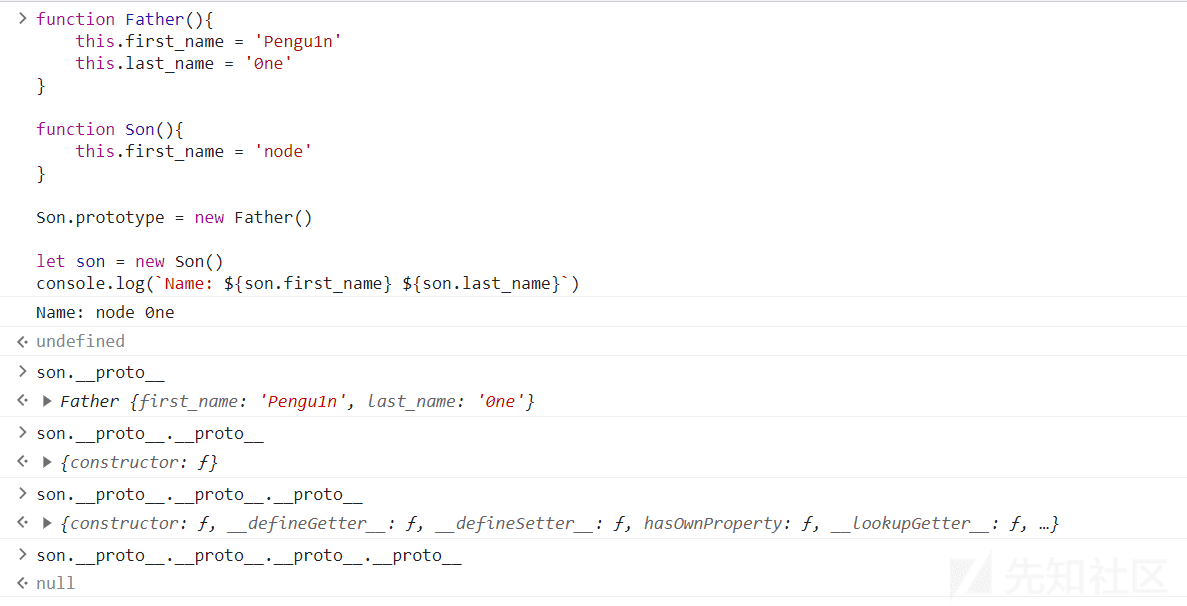 > function Father(){
    this.first_name = 'Pengu1n'
    this.last_name = '0ne'
}

function Son(){
    this.first_name = 'node'
}

Son.prototype = new Father()

let son = new Son()
console.log(`Name: ${son.first_name} ${son.last_name}`)
Name: node 0ne
undefined
> son.__proto__
Father {first_name: 'Pengu1n', last_name: '0ne'}
> son.__proto__.__proto__
{constructor: ƒ}
> son.__proto__.__proto__.__proto__
{constructor: ƒ, __defineGetter__: ƒ, __defineSetter__: ƒ, hasOwnProperty: ƒ, __lookupGetter__: ƒ, …}
> son.__proto__.__proto__.__proto__.__proto__
null
先知社区